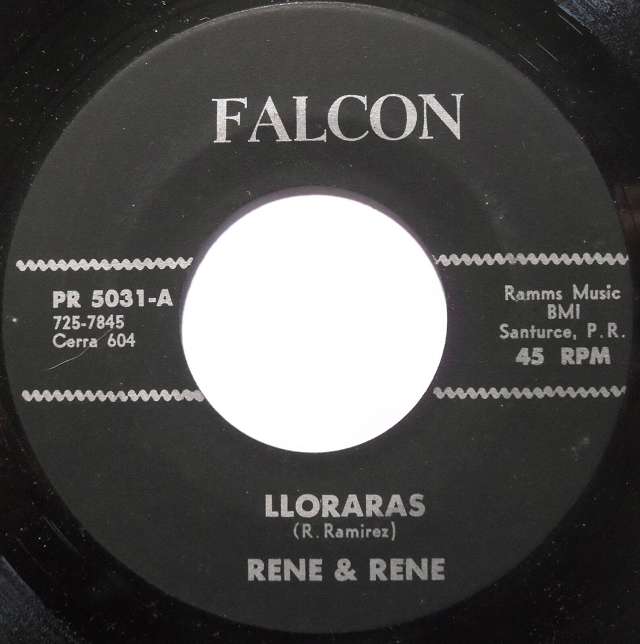 FALCON
PR 5031-A
725-7845
Cerra 604
Ramms Music
BMI
Santurce, P.R.
45 RPM
LLORARAS
(R. Ramirez)
RENE & RENE